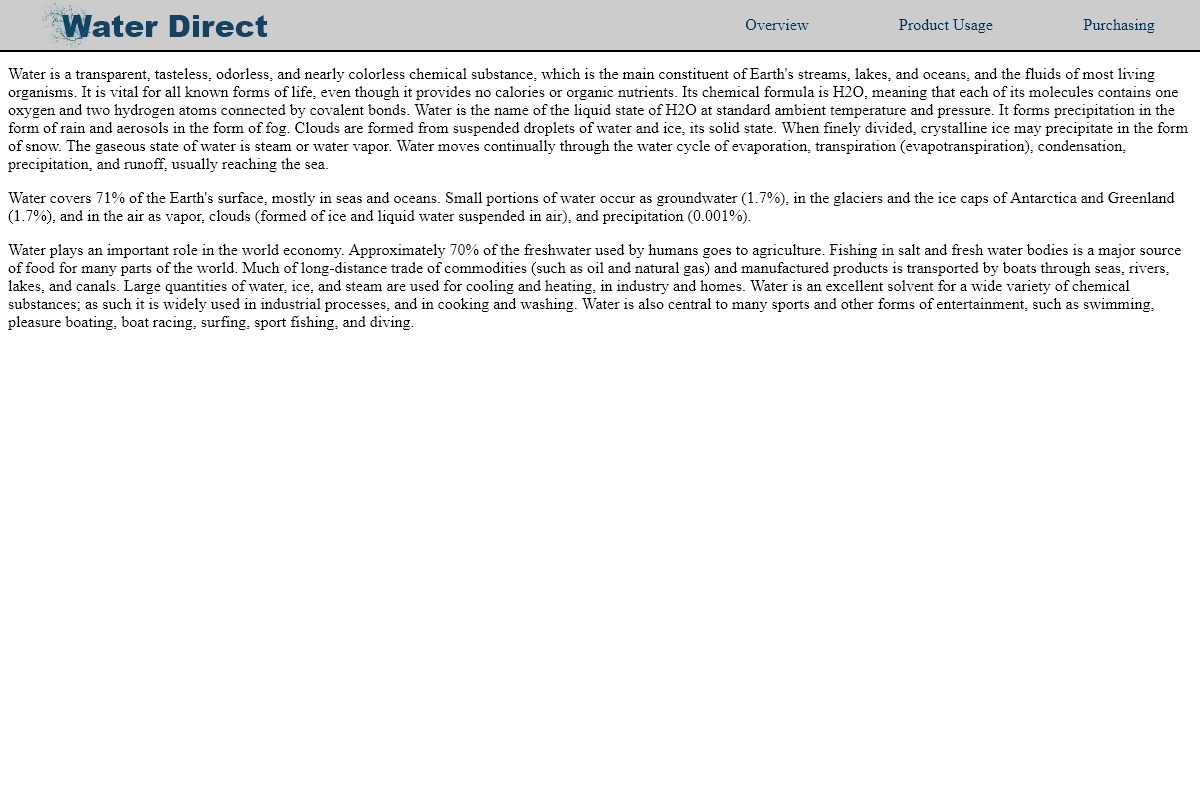 Water Direct
Overview
Product Usage
Purchasing
Water is a transparent, tasteless, odorless, and nearly colorless chemical substance, which is the main constituent of Earth's streams, lakes, and oceans, and the fluids of most living
organisms. It is vital for all known forms of life, even though it provides no calories or organic nutrients. Its chemical formula is H2O, meaning that each of its molecules contains one
oxygen and two hydrogen atoms connected by covalent bonds. Water is the name of the liquid state of H2O at standard ambient temperature and pressure. It forms precipitation in the
form of rain and aerosols in the form of fog. Clouds are formed from suspended droplets of water and ice, its solid state. When finely divided, crystalline ice may precipitate in the form
of snow. The gaseous state of water is steam or water vapor. Water moves continually through the water cycle of evaporation, transpiration (evapotranspiration), condensation,
precipitation, and runoff, usually reaching the sea.
Water covers 71% of the Earth's surface, mostly in seas and oceans. Small portions of water occur as groundwater (1.7%), in the glaciers and the ice caps of Antarctica and Greenland
(1.7%), and in the air as vapor, clouds (formed of ice and liquid water suspended in air), and precipitation (0.001%).
Water plays an important role in the world economy. Approximately 70% of the freshwater used by humans goes to agriculture. Fishing in salt and fresh water bodies is a major source
of food for many parts of the world. Much of long-distance trade of commodities (such as oil and natural gas) and manufactured products is transported by boats through seas, rivers,
lakes, and canals. Large quantities of water, ice, and steam are used for cooling and heating, in industry and homes. Water is an excellent solvent for a wide variety of chemical
substances; as such it is widely used in industrial processes, and in cooking and washing. Water is also central to many sports and other forms of entertainment, such as swimming,
pleasure boating, boat racing, surfing, sport fishing, and diving.